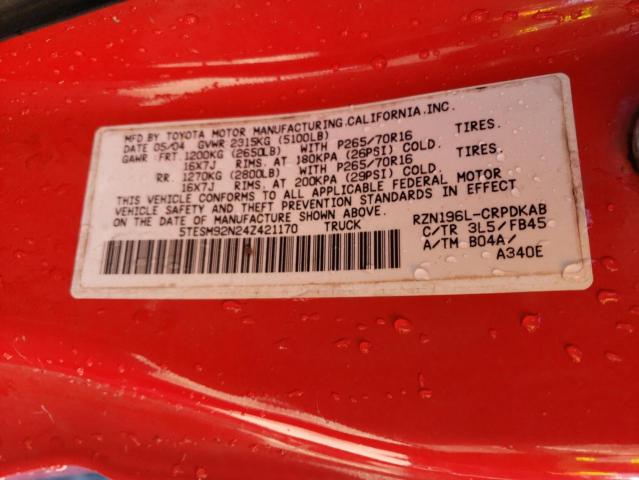 MFD BY TOYOTA MOTOR MANUFACTURING.CALIFORNIA.INC.
DATE 05/04 GVWR 2315KG (5100LB)
GAWR: FRT. 1200KG (2650LB) WITH P265/70R16 TIRES.
16X7J RIMS. AT 180KPA (26PSI) COLD.
RR. 1270KG (2800LB) WITH P265/70R16 TIRES.
16X7J RIMS. AT 200KPA (29PSI) COLD.
THIS VEHICLE CONFORMS TO ALL APPLICABLE FEDERAL MOTOR
VEHICLE SAFETY AND THEFT PREVENTION STANDARDS IN EFFECT
ON THE DATE OF MANUFACTURE SHOWN ABOVE.
5TESM92N24Z421170 TRUCK
RZN196L-CRPDKAB
C/TR 3L5/FB45
A/TM B04A/
A340E